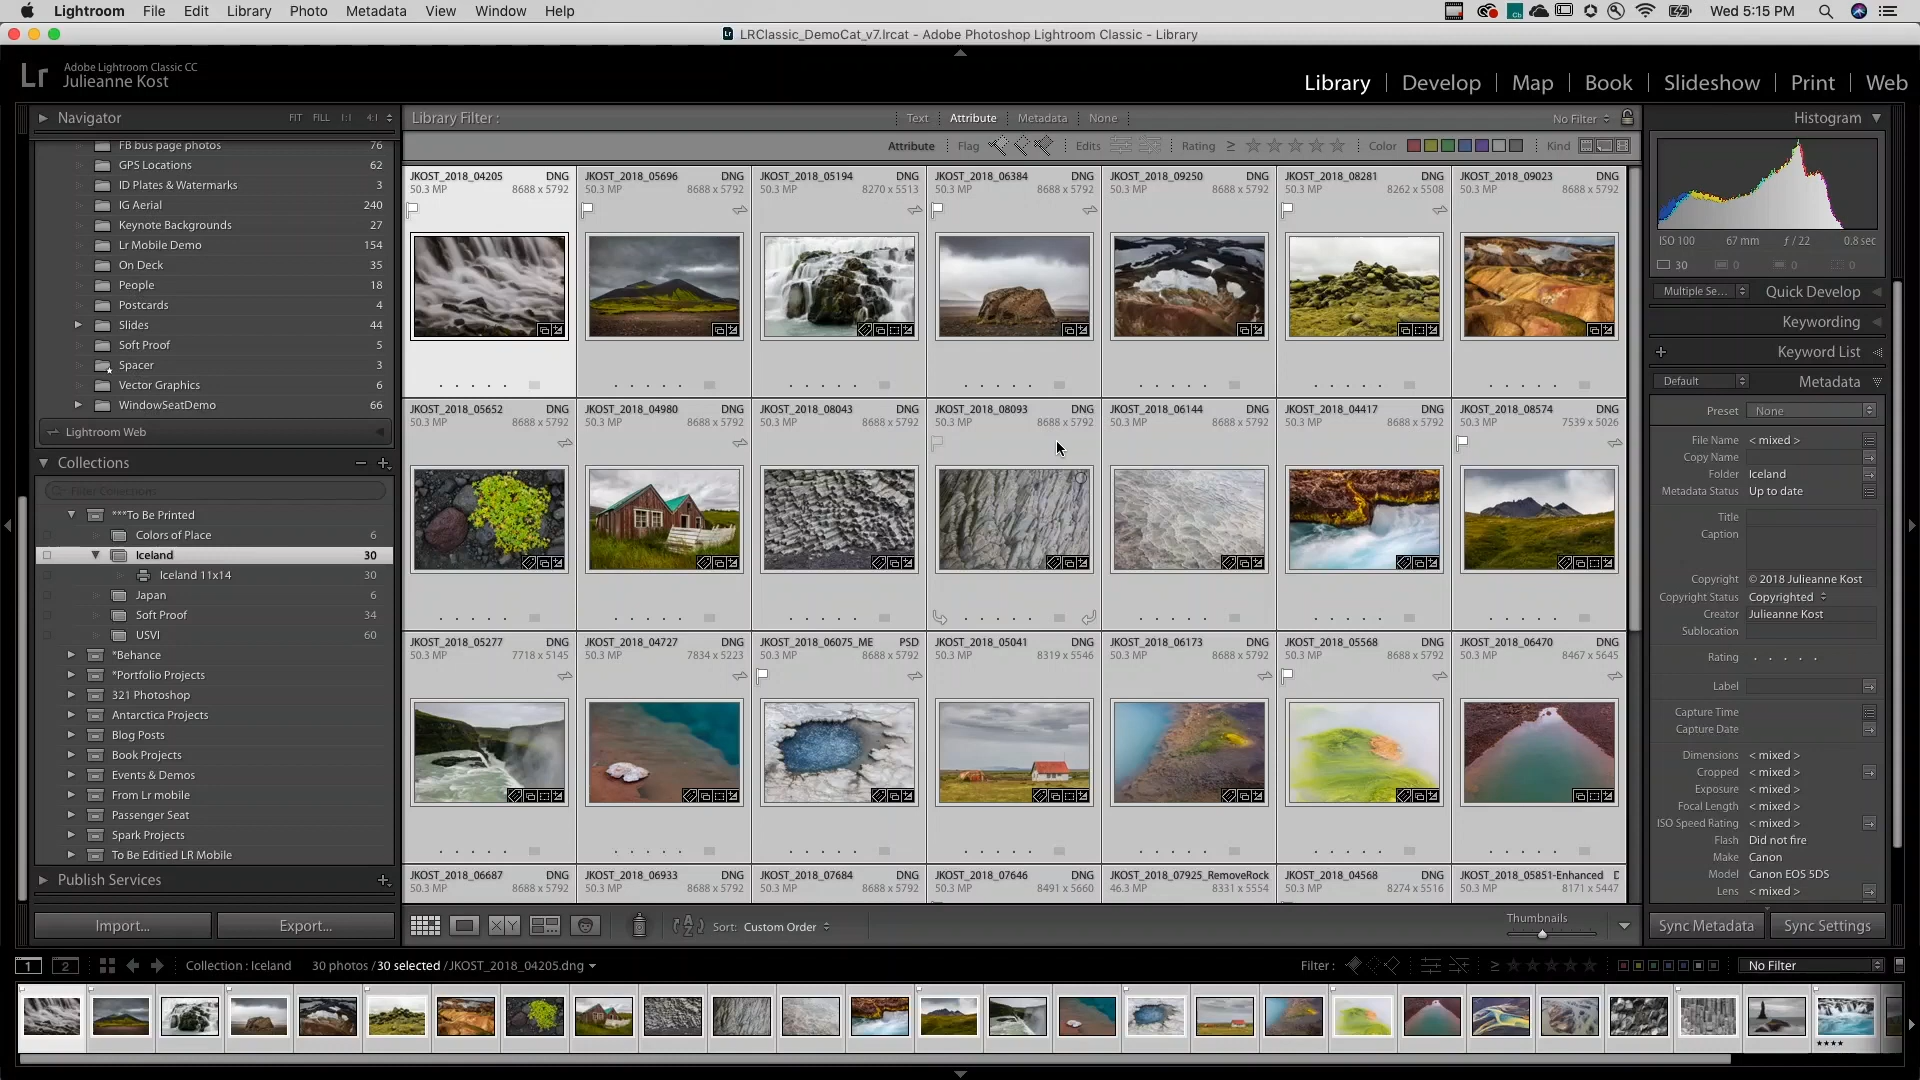 Lightroom File Edit Library Photo Metadata View Window Help Wed 5:15 PM
LRClassic_DemoCat_v7.lrcat - Adobe Photoshop Lightroom Classic - Library
Lr Adobe Lightroom Classic CC
Julieanne Kost
Library | Develop | Map | Book | Slideshow | Print | Web
Navigator FIT FILL 1:1 4:1
FB bus page photos 76
GPS Locations 62
ID Plates & Watermarks 3
IG Aerial 240
Keynote Backgrounds 27
Lr Mobile Demo 154
On Deck 35
People 18
Postcards 4
Slides 44
Soft Proof 5
Spacer 3
Vector Graphics 6
WindowSeatDemo 66
Lightroom Web
Collections
Filter Collections
***To Be Printed
Colors of Place 6
Iceland 30
Iceland 11x14 30
Japan 6
Soft Proof 34
USVI 60
*Behance
*Portfolio Projects
321 Photoshop
Antarctica Projects
Blog Posts
Book Projects
Events & Demos
From Lr mobile
Passenger Seat
Spark Projects
To Be Editied LR Mobile
Publish Services
Import... Export...
Library Filter : Text Attribute Metadata None No Filter
Attribute Flag Edits Rating ≥ Color Kind
JKOST_2018_04205 DNG JKOST_2018_05696 DNG JKOST_2018_05194 DNG JKOST_2018_06384 DNG JKOST_2018_09250 DNG JKOST_2018_08281 DNG JKOST_2018_09023 DNG
50.3 MP 8688 x 5792 50.3 MP 8688 x 5792 50.3 MP 8270 x 5513 50.3 MP 8688 x 5792 50.3 MP 8688 x 5792 50.3 MP 8262 x 5508 50.3 MP 8688 x 5792
JKOST_2018_05652 DNG JKOST_2018_04980 DNG JKOST_2018_08043 DNG JKOST_2018_08093 DNG JKOST_2018_06144 DNG JKOST_2018_04417 DNG JKOST_2018_08574 DNG
50.3 MP 8688 x 5792 50.3 MP 8688 x 5792 50.3 MP 8688 x 5792 50.3 MP 8688 x 5792 50.3 MP 8688 x 5792 50.3 MP 8688 x 5792 50.3 MP 7539 x 5026
JKOST_2018_05277 DNG JKOST_2018_04727 DNG JKOST_2018_06075_ME PSD JKOST_2018_05041 DNG JKOST_2018_06173 DNG JKOST_2018_05568 DNG JKOST_2018_06470 DNG
50.3 MP 7718 x 5145 50.3 MP 7834 x 5223 50.3 MP 8688 x 5792 50.3 MP 8319 x 5546 50.3 MP 8688 x 5792 50.3 MP 8688 x 5792 50.3 MP 8467 x 5645
JKOST_2018_06687 DNG JKOST_2018_06933 DNG JKOST_2018_07684 DNG JKOST_2018_07646 DNG JKOST_2018_07925_RemoveRock JKOST_2018_04568 DNG JKOST_2018_05851-Enhanced D
50.3 MP 8688 x 5792 50.3 MP 8688 x 5792 50.3 MP 8688 x 5792 50.3 MP 8491 x 5660 46.3 MP 8331 x 5554 50.3 MP 8274 x 5516 50.3 MP 8171 x 5447
Sort: Custom Order Thumbnails
Histogram
ISO 100 67 mm ƒ / 22 0.8 sec
30 0 0 0
Multiple Se... Quick Develop
Keywording
Keyword List
Default Metadata
Preset None
File Name < mixed >
Copy Name
Folder Iceland
Metadata Status Up to date
Title
Caption
Copyright © 2018 Julieanne Kost
Copyright Status Copyrighted
Creator Julieanne Kost
Sublocation
Rating
Label
Capture Time
Capture Date
Dimensions < mixed >
Cropped < mixed >
Exposure < mixed >
Focal Length < mixed >
ISO Speed Rating < mixed >
Flash Did not fire
Make Canon
Model Canon EOS 5DS
Lens < mixed >
Sync Metadata Sync Settings
1 2 Collection : Iceland 30 photos / 30 selected / JKOST_2018_04205.dng Filter : ≥ No Filter